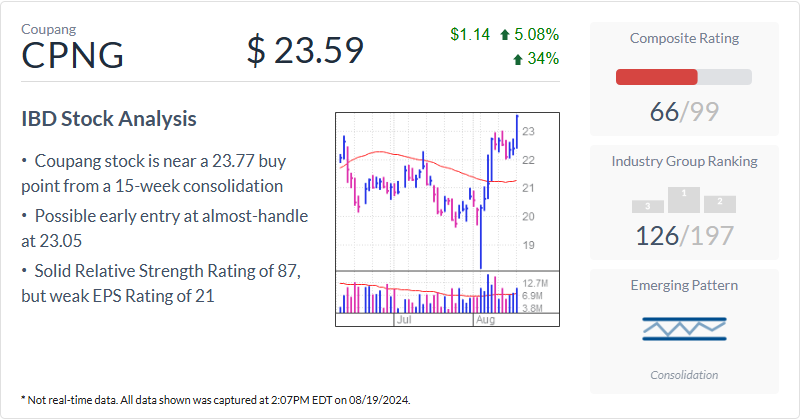 Coupang
CPNG
$ 23.59
$1.14 5.08%
34%
Composite Rating
66/99
IBD Stock Analysis
• Coupang stock is near a 23.77 buy
point from a 15-week consolidation
• Possible early entry at almost-handle
at 23.05
• Solid Relative Strength Rating of 87,
but weak EPS Rating of 21
23
22
21
20
19
12.7M
6.9M
3.8M
Jul
Aug
Industry Group Ranking
3 1 2
126/197
Emerging Pattern
Consolidation
* Not real-time data. All data shown was captured at 2:07PM EDT on 08/19/2024.